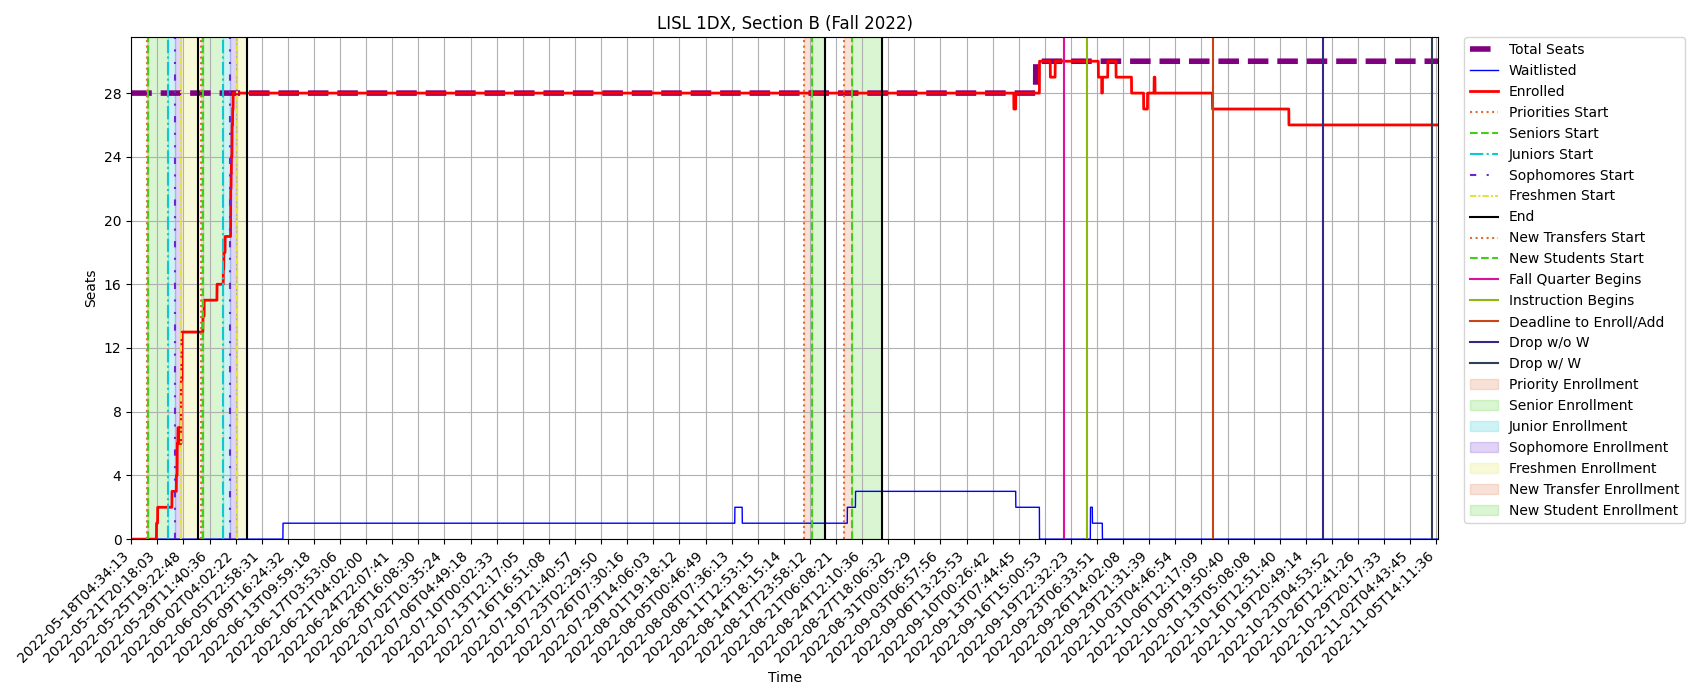 LISL 1DX, Section B (Fall 2022)
Seats
28
24
20
16
12
8
4
0
2022-05-18T04:34:13
2022-05-21T20:18:03
2022-05-25T19:22:48
2022-05-29T11:40:36
2022-06-02T04:02:22
2022-06-05T22:58:31
2022-06-09T16:24:32
2022-06-13T09:59:18
2022-06-17T03:53:06
2022-06-21T04:02:00
2022-06-24T22:07:41
2022-06-28T16:08:30
2022-07-02T10:35:24
2022-07-06T04:49:18
2022-07-10T00:02:33
2022-07-13T12:17:05
2022-07-16T16:51:08
2022-07-19T21:40:57
2022-07-23T02:29:50
2022-07-26T07:30:16
2022-07-29T14:06:03
2022-08-01T19:18:12
2022-08-05T00:46:49
2022-08-08T07:36:13
2022-08-11T12:53:15
2022-08-14T18:15:14
2022-08-17T23:58:12
2022-08-21T06:08:21
2022-08-24T12:10:36
2022-08-27T18:06:32
2022-08-31T00:05:29
2022-09-03T06:57:56
2022-09-06T13:25:53
2022-09-10T00:26:42
2022-09-13T07:44:45
2022-09-16T15:00:53
2022-09-19T22:32:23
2022-09-23T06:33:51
2022-09-26T14:02:08
2022-09-29T21:31:39
2022-10-03T04:46:54
2022-10-06T12:17:09
2022-10-09T19:50:40
2022-10-13T05:08:08
2022-10-16T12:51:40
2022-10-19T20:49:14
2022-10-23T04:53:52
2022-10-26T12:41:26
2022-10-29T20:17:33
2022-11-02T04:43:45
2022-11-05T14:11:36
Time
Total Seats
Waitlisted
Enrolled
Priorities Start
Seniors Start
Juniors Start
Sophomores Start
Freshmen Start
End
New Transfers Start
New Students Start
Fall Quarter Begins
Instruction Begins
Deadline to Enroll/Add
Drop w/o W
Drop w/ W
Priority Enrollment
Senior Enrollment
Junior Enrollment
Sophomore Enrollment
Freshmen Enrollment
New Transfer Enrollment
New Student Enrollment